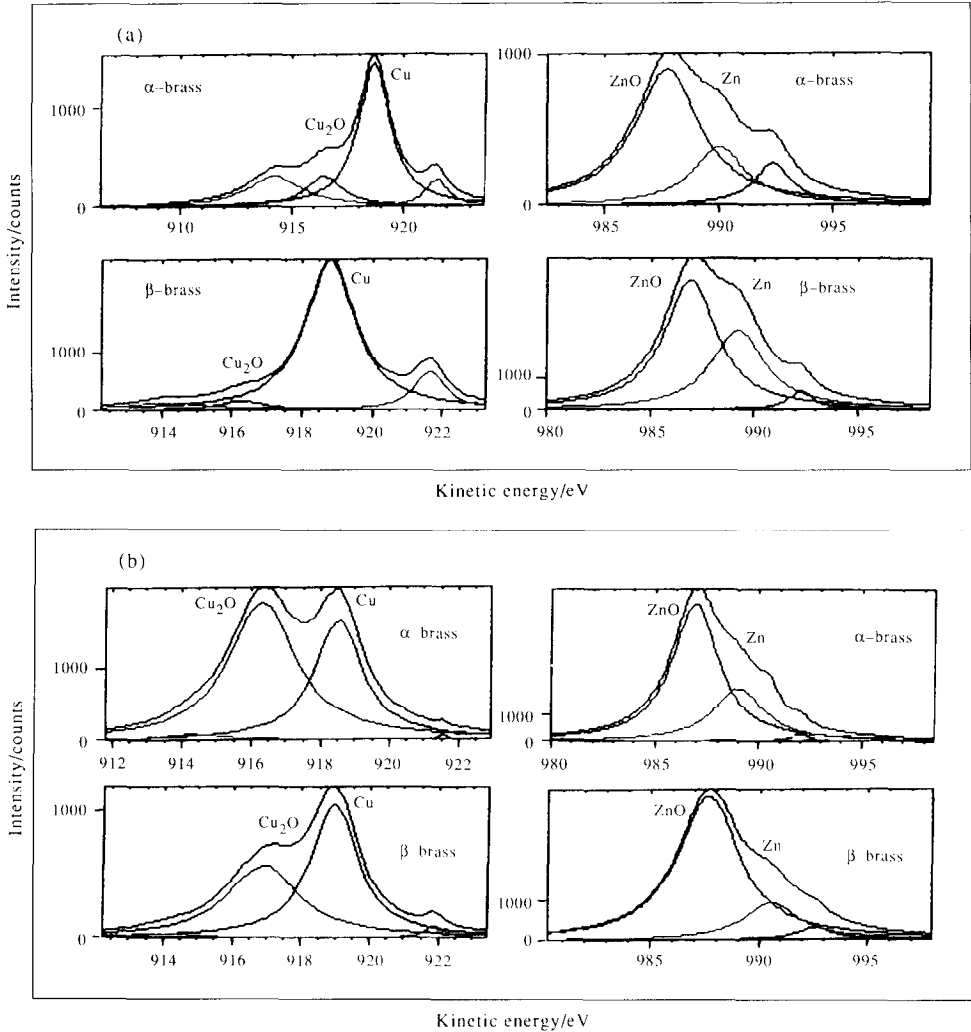 (a)
α-brass
Cu
Cu2O
1000
0
910 915 920
1000
ZnO
Zn
α-brass
0
985 990 995
β-brass
Cu
Cu2O
1000
0
914 916 918 920 922
ZnO
Zn
β-brass
1000
0
980 985 990 995
Intensity/counts
Kinetic energy/eV
(b)
Cu2O
Cu
α brass
1000
0
912 914 916 918 920 922
ZnO
Zn
α-brass
1000
0
980 985 990 995
1000
Cu2O
Cu
β brass
0
914 916 918 920 922
ZnO
Zn
β brass
1000
0
985 990 995
Intensity/counts
Kinetic energy/eV